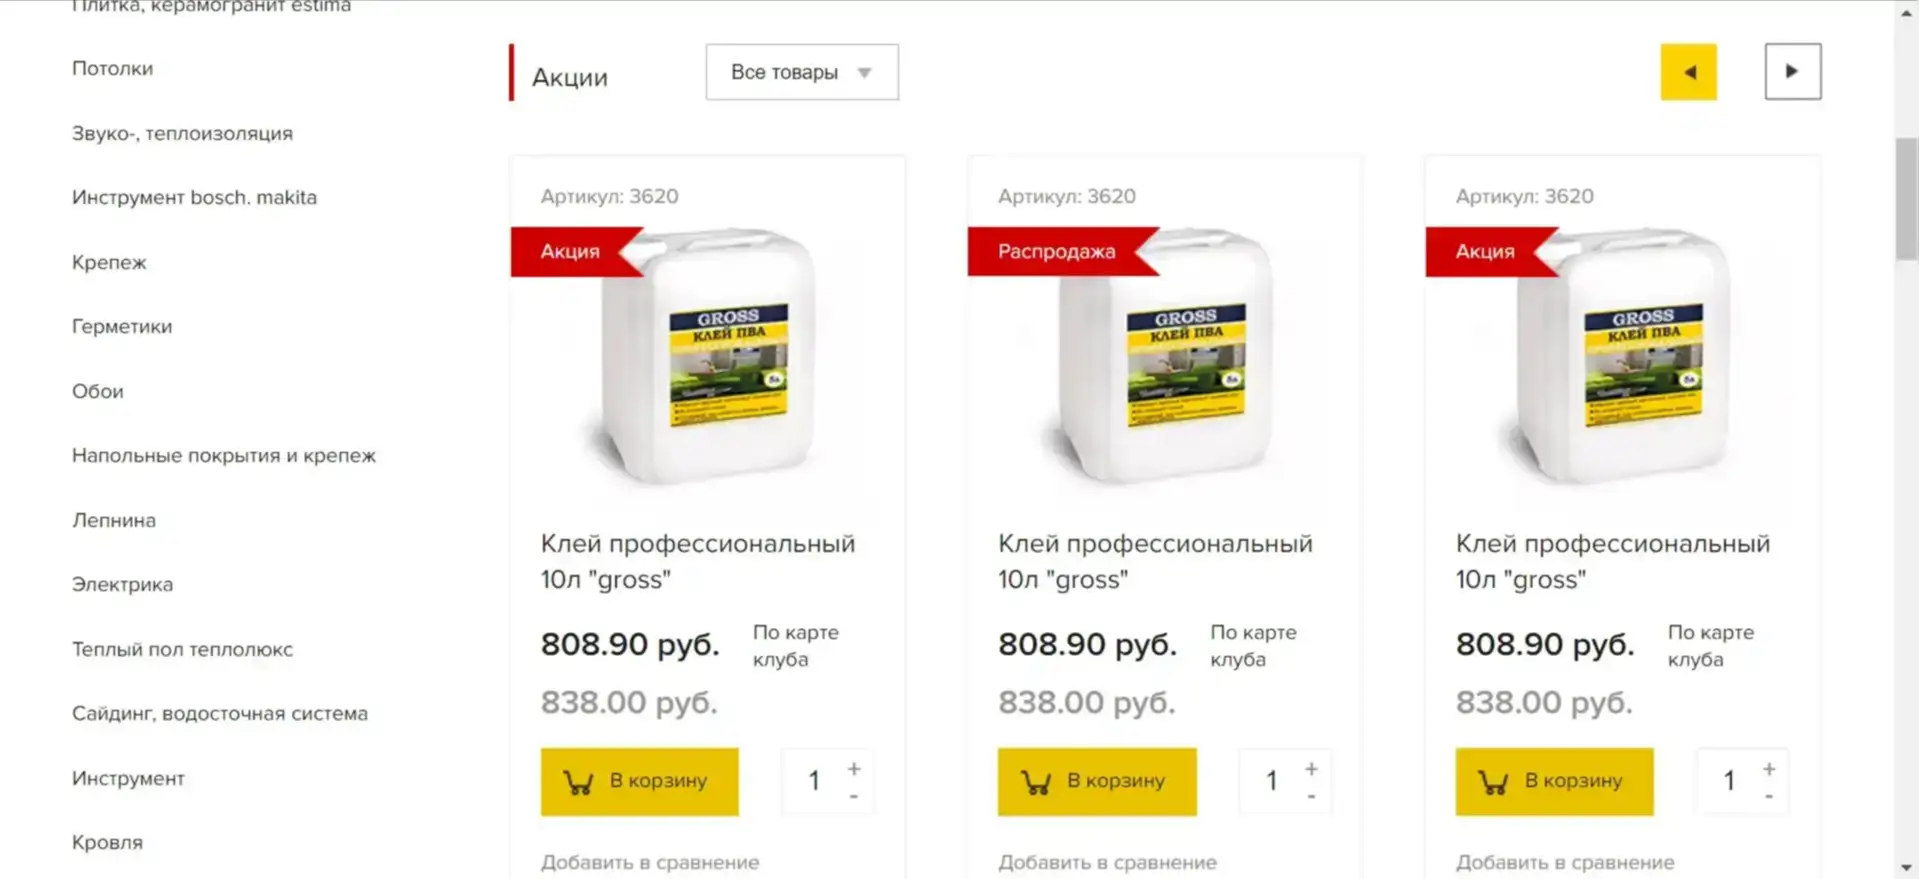 Плитка, керамогранит estima
Потолки
Звуко-, теплоизоляция
Инструмент bosch. makita
Крепеж
Герметики
Обои
Напольные покрытия и крепеж
Лепнина
Электрика
Теплый пол теплолюкс
Сайдинг, водосточная система
Инструмент
Кровля
Акции
Все товары
Артикул: 3620
Акция
GROSS
КЛЕЙ ПВА
Клей профессиональный
10л "gross"
808.90 руб.
По карте
клуба
838.00 руб.
В корзину
1
+
-
Добавить в сравнение
Артикул: 3620
Распродажа
GROSS
КЛЕЙ ПВА
Клей профессиональный
10л "gross"
808.90 руб.
По карте
клуба
838.00 руб.
В корзину
1
+
-
Добавить в сравнение
Артикул: 3620
Акция
GROSS
КЛЕЙ ПВА
Клей профессиональный
10л "gross"
808.90 руб.
По карте
клуба
838.00 руб.
В корзину
1
+
-
Добавить в сравнение